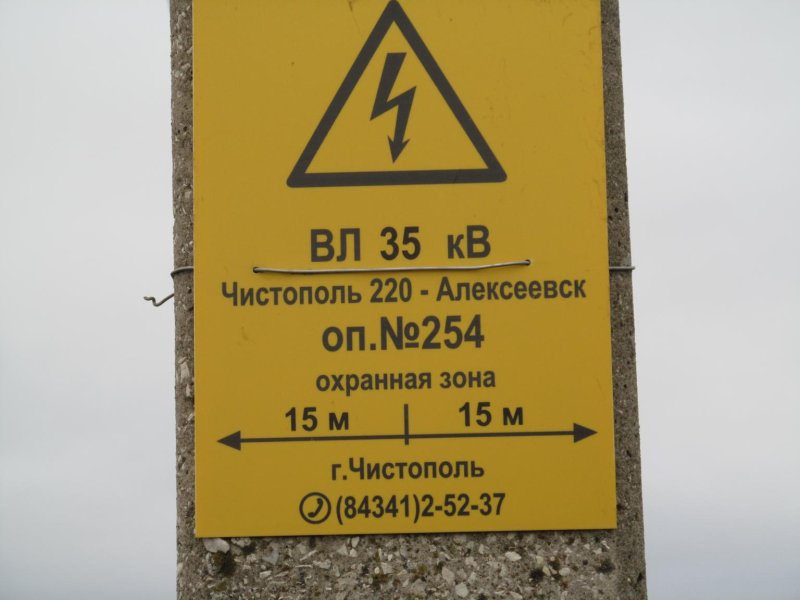 ВЛ 35 кВ
Чистополь 220 - Алексеевск
оп.№254
охранная зона
15 м 15 м
г.Чистополь
(84341)2-52-37